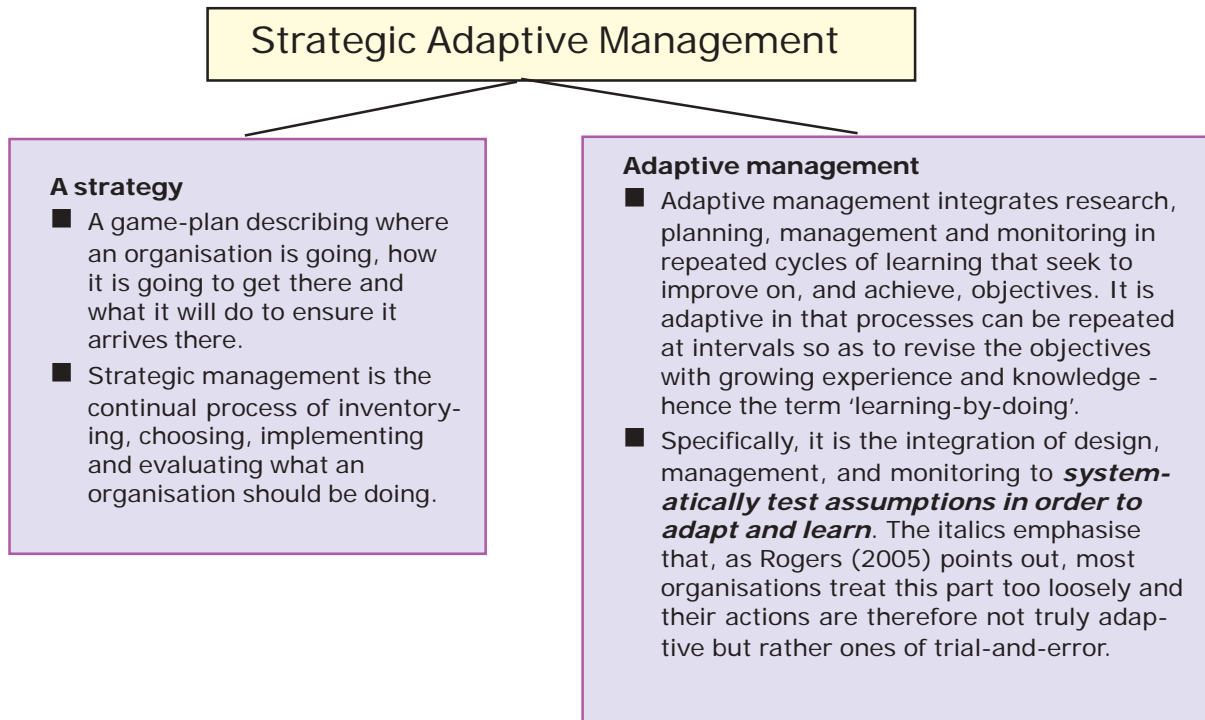 Strategic Adaptive Management
A strategy
■ A game-plan describing where
an organisation is going, how
it is going to get there and
what it will do to ensure it
arrives there.
■ Strategic management is the
continual process of inventory-
ing, choosing, implementing
and evaluating what an
organisation should be doing.
Adaptive management
■ Adaptive management integrates research,
planning, management and monitoring in
repeated cycles of learning that seek to
improve on, and achieve, objectives. It is
adaptive in that processes can be repeated
at intervals so as to revise the objectives
with growing experience and knowledge -
hence the term ‘learning-by-doing’.
■ Specifically, it is the integration of design,
management, and monitoring to system-
atically test assumptions in order to
adapt and learn. The italics emphasise
that, as Rogers (2005) points out, most
organisations treat this part too loosely and
their actions are therefore not truly adap-
tive but rather ones of trial-and-error.